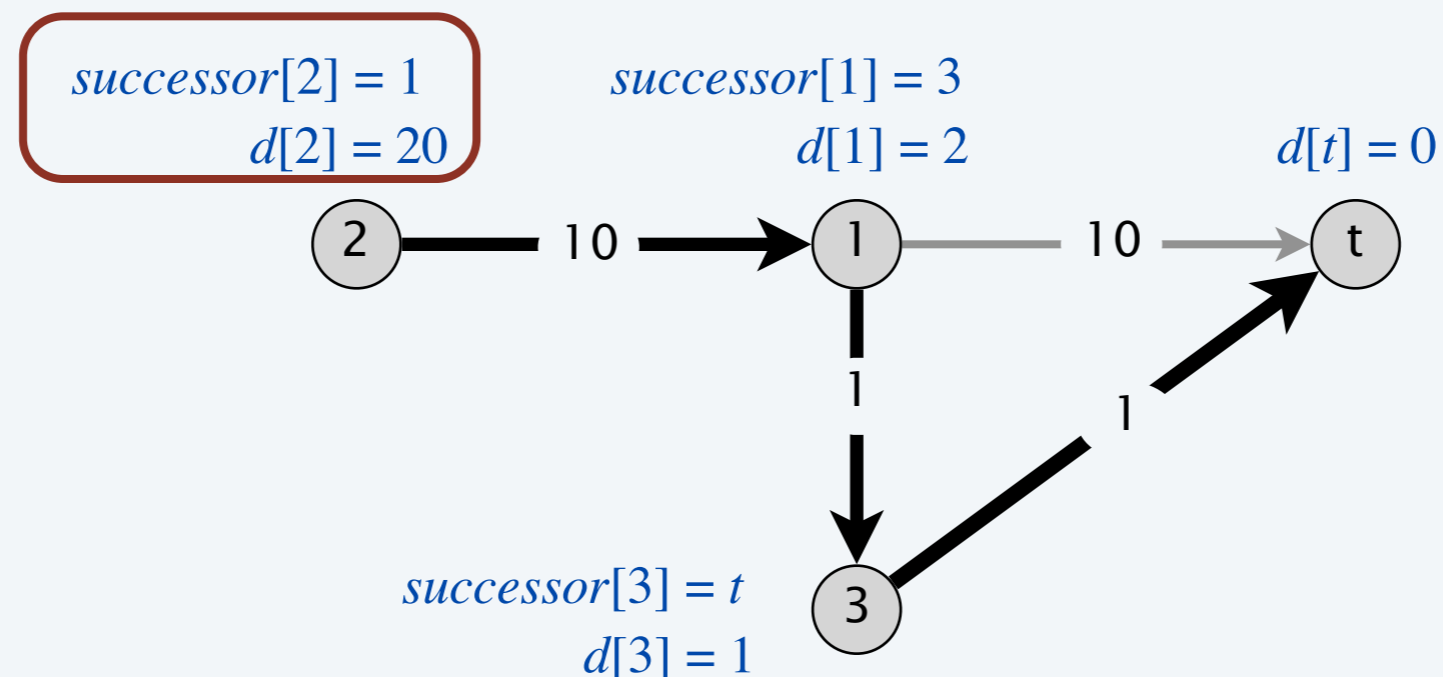 successor[2] = 1
d[2] = 20
successor[1] = 3
d[1] = 2
d[t] = 0
2
10
1
10
t
1
1
successor[3] = t
d[3] = 1
3